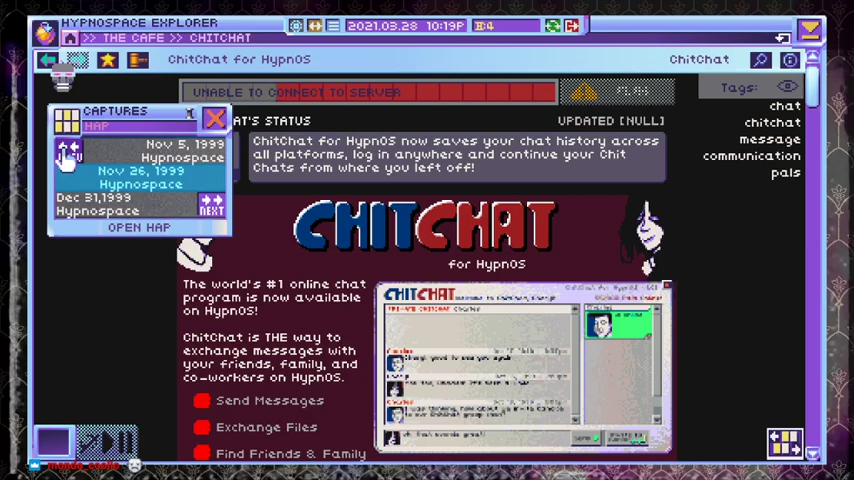 HYPNOSPACE EXPLORER
2021.03.28 10:19P
E:4
>> THE CAFE >> CHITCHAT
ChitChat for HypnOS
ChitChat
Tags:
UNABLE TO CONNECT TO SERVER
chat
chitchat
message
communication
pals
CAPTURES
HAP
Nov 5, 1999
Hypnospace
Nov 26, 1999
Hypnospace
Dec 31,1999
Hypnospace
NEXT
OPEN HAP
AT'S STATUS
UPDATED [NULL]
ChitChat for HypnOS now saves your chat history across
all platforms, log in anywhere and continue your Chit
Chats from where you left off!
CHITCHAT
for HypnOS
The world's #1 online chat
program is now available
on HypnOS!
ChitChat is THE way to
exchange messages with
your friends, family, and
co-workers on HypnOS.
Send Messages
Exchange Files
Find Friends & Family
CHITCHAT